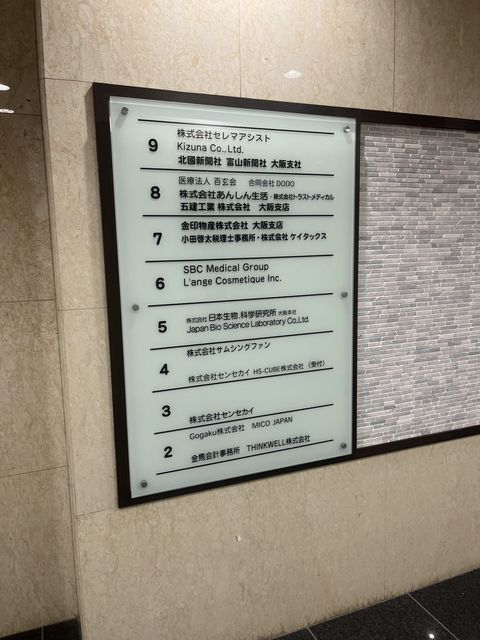 9 株式会社セレマアシスト
Kizuna Co.,Ltd.
北國新聞社 富山新聞社 大阪支社
8 医療法人 百玄会 合同会社DODO
株式会社あんしん生活・株式会社トラストメディカル
五建工業 株式会社 大阪支店
7 金印物産株式会社 大阪支店
小田啓太税理士事務所・株式会社 ケイタックス
6 SBC Medical Group
L'ange Cosmetique Inc.
5 株式会社 日本生物.科学研究所 大阪本社
Japan Bio Science Laboratory Co.,Ltd.
4 株式会社サムシングファン
株式会社センセカイ HS-CUBE株式会社（受付）
3 株式会社センセカイ
2 Gogaku株式会社 MICO JAPAN
金馬会計事務所 THINKWELL株式会社